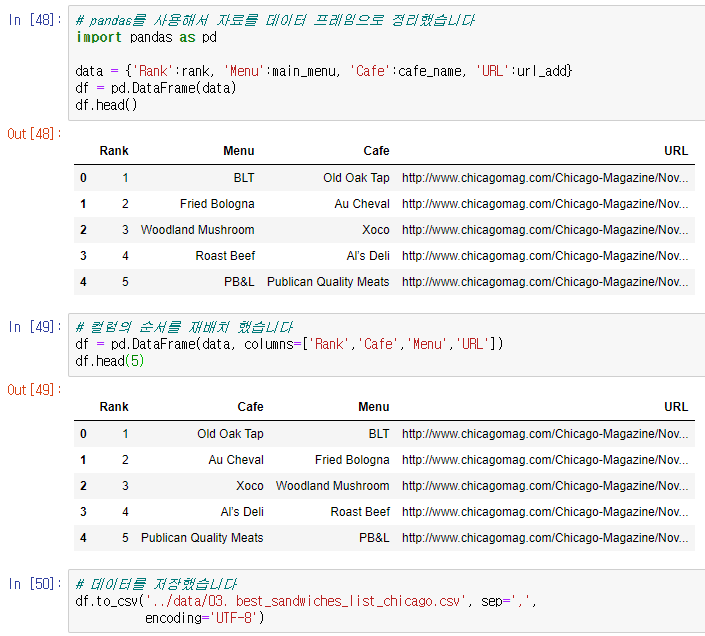 In [48]: # pandas를 사용해서 자료를 데이터 프레임으로 정리했습니다
import pandas as pd
data = {'Rank':rank, 'Menu':main_menu, 'Cafe':cafe_name, 'URL':url_add}
df = pd.DataFrame(data)
df.head()
Out[48]:
Rank Menu Cafe URL
0 1 BLT Old Oak Tap http://www.chicagomag.com/Chicago-Magazine/Nov...
1 2 Fried Bologna Au Cheval http://www.chicagomag.com/Chicago-Magazine/Nov...
2 3 Woodland Mushroom Xoco http://www.chicagomag.com/Chicago-Magazine/Nov...
3 4 Roast Beef Al's Deli http://www.chicagomag.com/Chicago-Magazine/Nov...
4 5 PB&L Publican Quality Meats http://www.chicagomag.com/Chicago-Magazine/Nov...
In [49]: # 컬럼의 순서를 재배치 했습니다
df = pd.DataFrame(data, columns=['Rank','Cafe','Menu','URL'])
df.head(5)
Out[49]:
Rank Cafe Menu URL
0 1 Old Oak Tap BLT http://www.chicagomag.com/Chicago-Magazine/Nov...
1 2 Au Cheval Fried Bologna http://www.chicagomag.com/Chicago-Magazine/Nov...
2 3 Xoco Woodland Mushroom http://www.chicagomag.com/Chicago-Magazine/Nov...
3 4 Al's Deli Roast Beef http://www.chicagomag.com/Chicago-Magazine/Nov...
4 5 Publican Quality Meats PB&L http://www.chicagomag.com/Chicago-Magazine/Nov...
In [50]: # 데이터를 저장했습니다
df.to_csv('../data/03. best_sandwiches_list_chicago.csv', sep=',',
encoding='UTF-8')